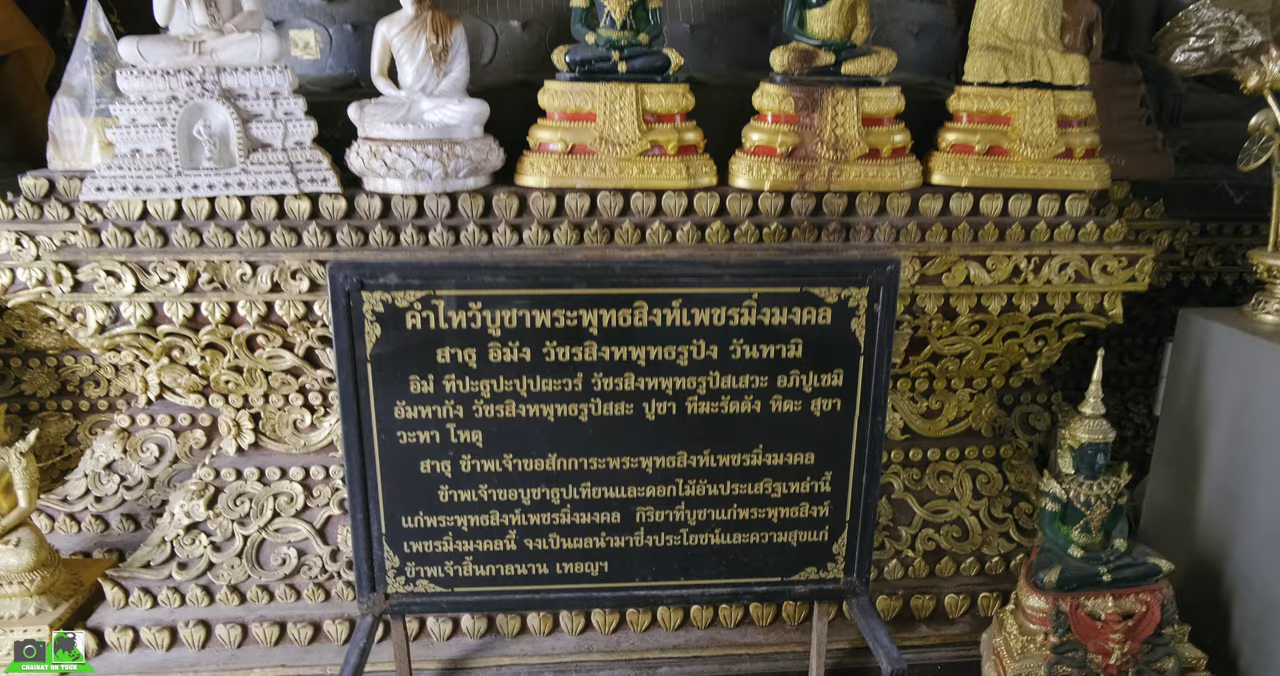 คำไหว้บูชาพระพุทธสิงห์เพชรมิ่งมงคล
สาธุ อิมัง วัชรสิงหพุทธรูปัง วันทามิ
อิมํ ทีปะธูปะปุปผะวรํ วัชรสิงหพุทธรูปัสเสวะ อภิปูเชมิ
อัมหากัง วัชรสิงหพุทธรูปัสสะ ปูชา ทีฆะรัตตัง หิตะ สุขา
วะหา โหตุ
สาธุ ข้าพเจ้าขอสักการะพระพุทธสิงห์เพชรมิ่งมงคล
ข้าพเจ้าขอบูชาธูปเทียนและดอกไม้อันประเสริฐเหล่านี้
แก่พระพุทธสิงห์เพชรมิ่งมงคล กิริยาที่บูชาแก่พระพุทธสิงห์
เพชรมิ่งมงคลนี้ จงเป็นผลนำมาซึ่งประโยชน์และความสุขแก่
ข้าพเจ้าสิ้นกาลนาน เทอญฯ
CHAINAT ON TOUR